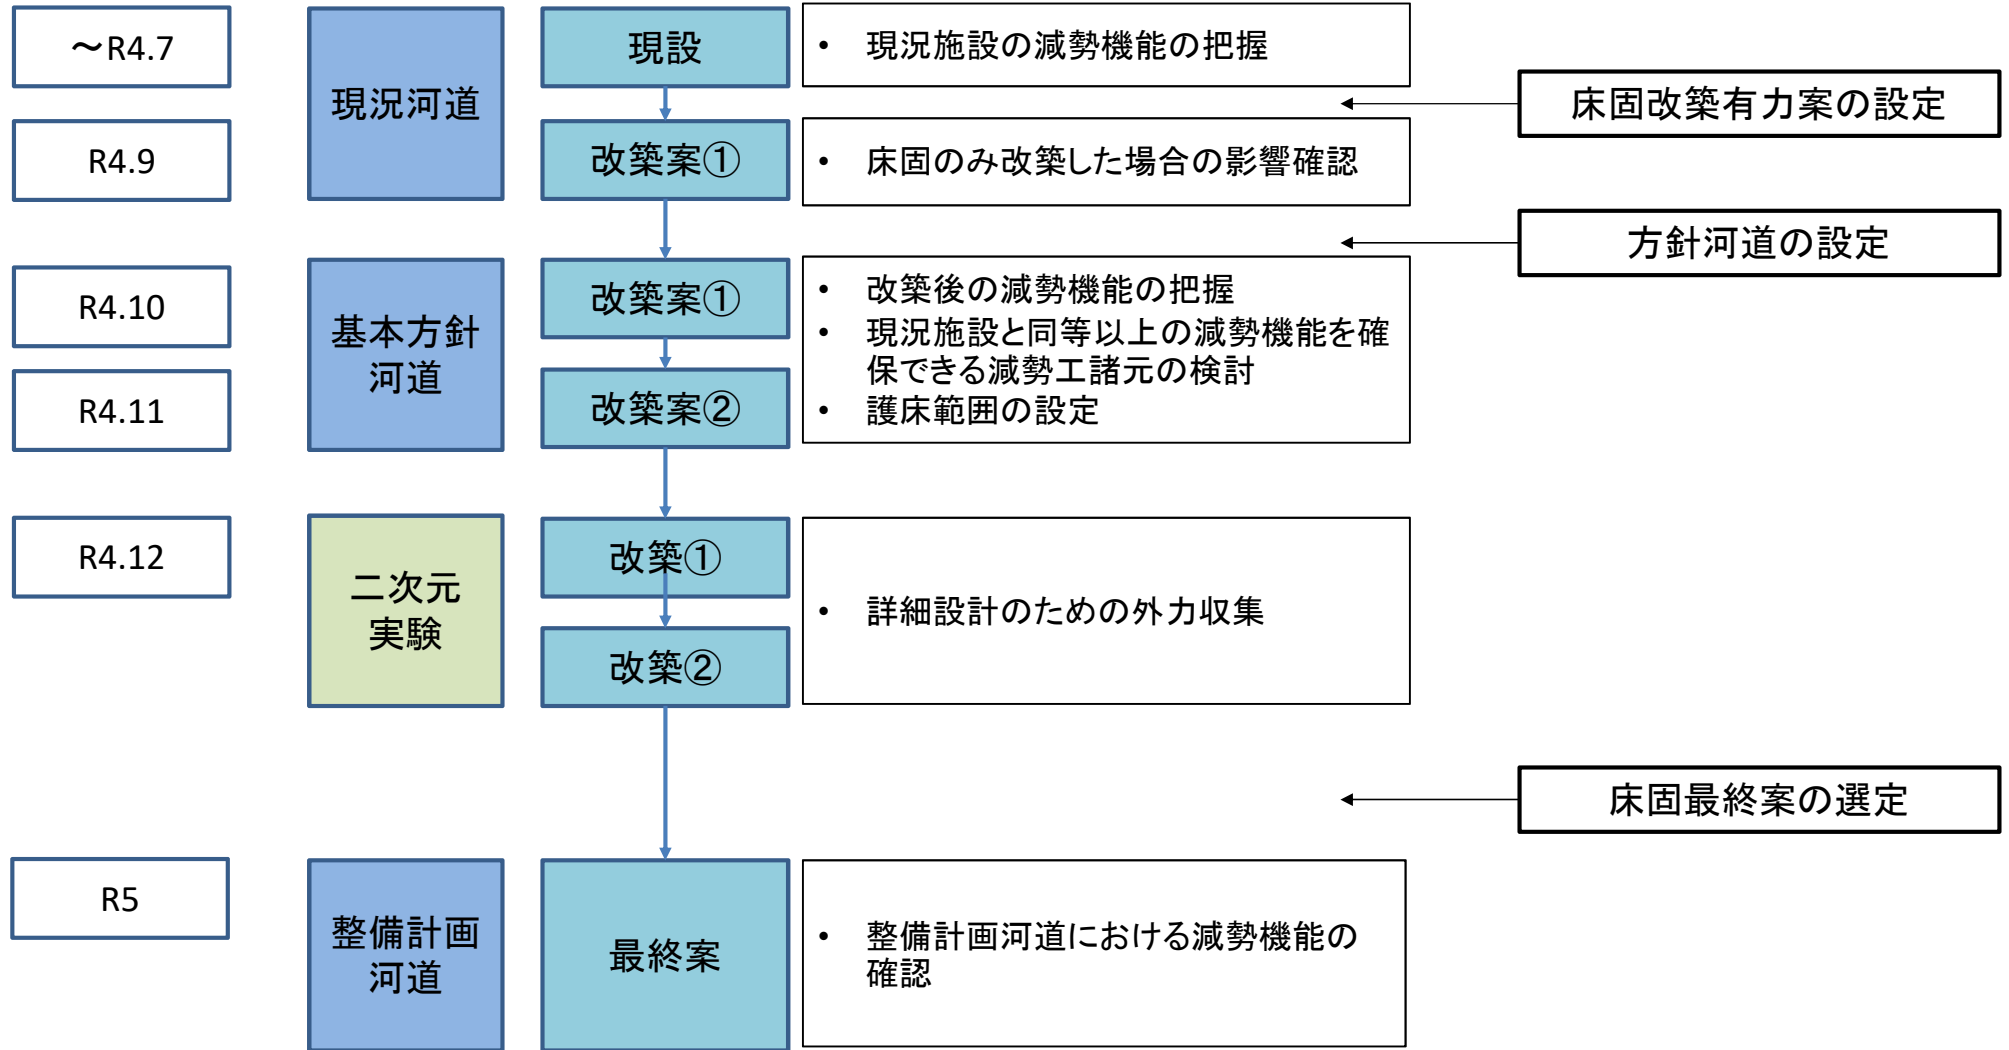 ～R4.7
現況河道
現設
• 現況施設の減勢機能の把握
床固改築有力案の設定
R4.9
改築案①
• 床固のみ改築した場合の影響確認
方針河道の設定
R4.10
基本方針
河道
改築案①
• 改築後の減勢機能の把握
• 現況施設と同等以上の減勢機能を確
保できる減勢工諸元の検討
• 護床範囲の設定
R4.11
改築案②
R4.12
二次元
実験
改築①
• 詳細設計のための外力収集
改築②
床固最終案の選定
R5
整備計画
河道
最終案
• 整備計画河道における減勢機能の
確認